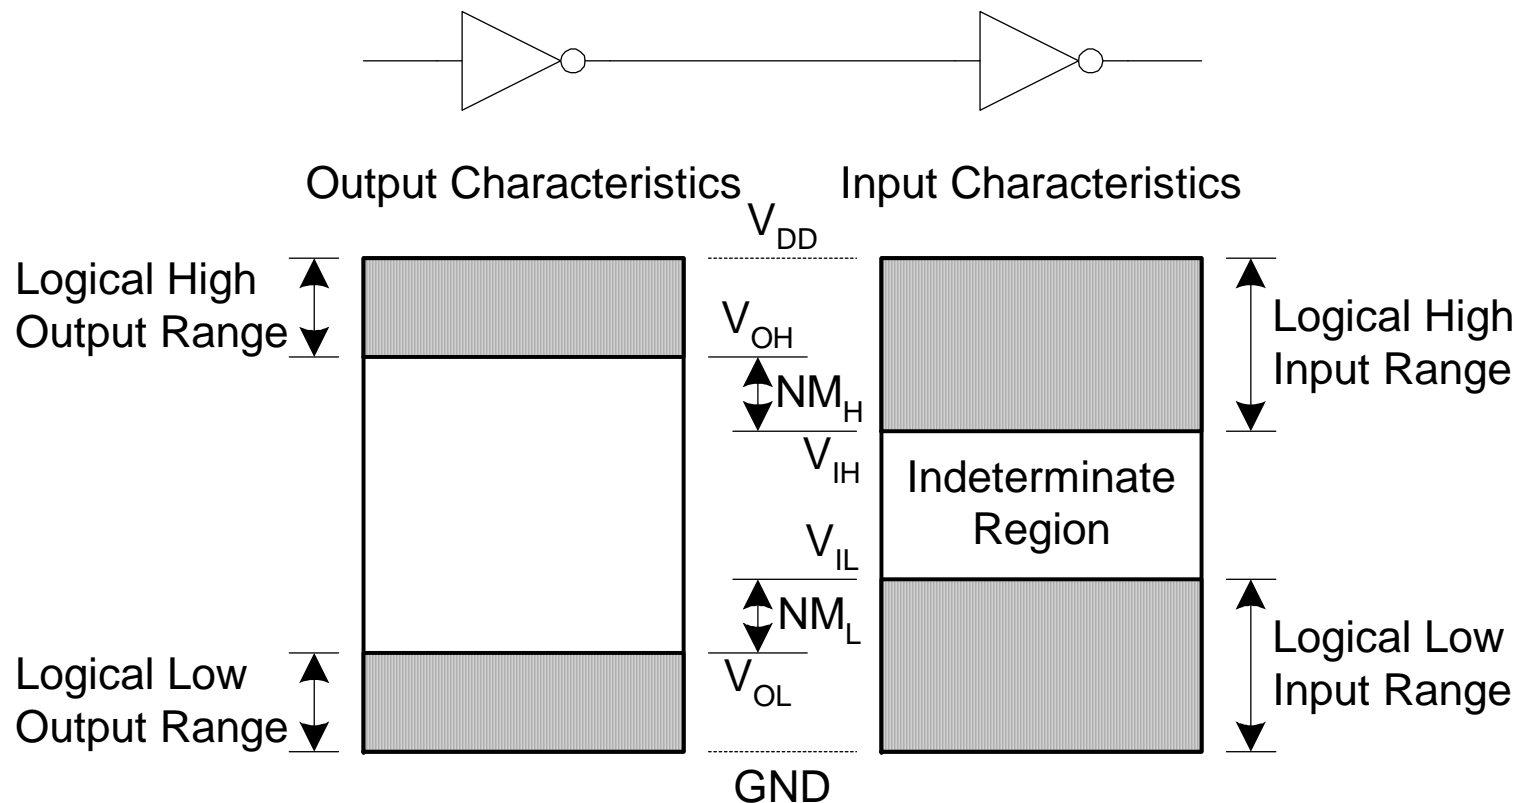 Output Characteristics
Input Characteristics
V_DD
Logical High
Output Range
V_OH
NM_H
V_IH
Logical High
Input Range
Indeterminate
Region
V_IL
NM_L
V_OL
Logical Low
Output Range
Logical Low
Input Range
GND